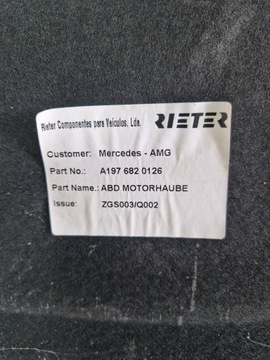 Rieter Componentes para Veículos, Lda. RIETER
Customer: Mercedes - AMG
Part No.: A197 682 0126
Part Name.: ABD MOTORHAUBE
Issue: ZGS003/Q002